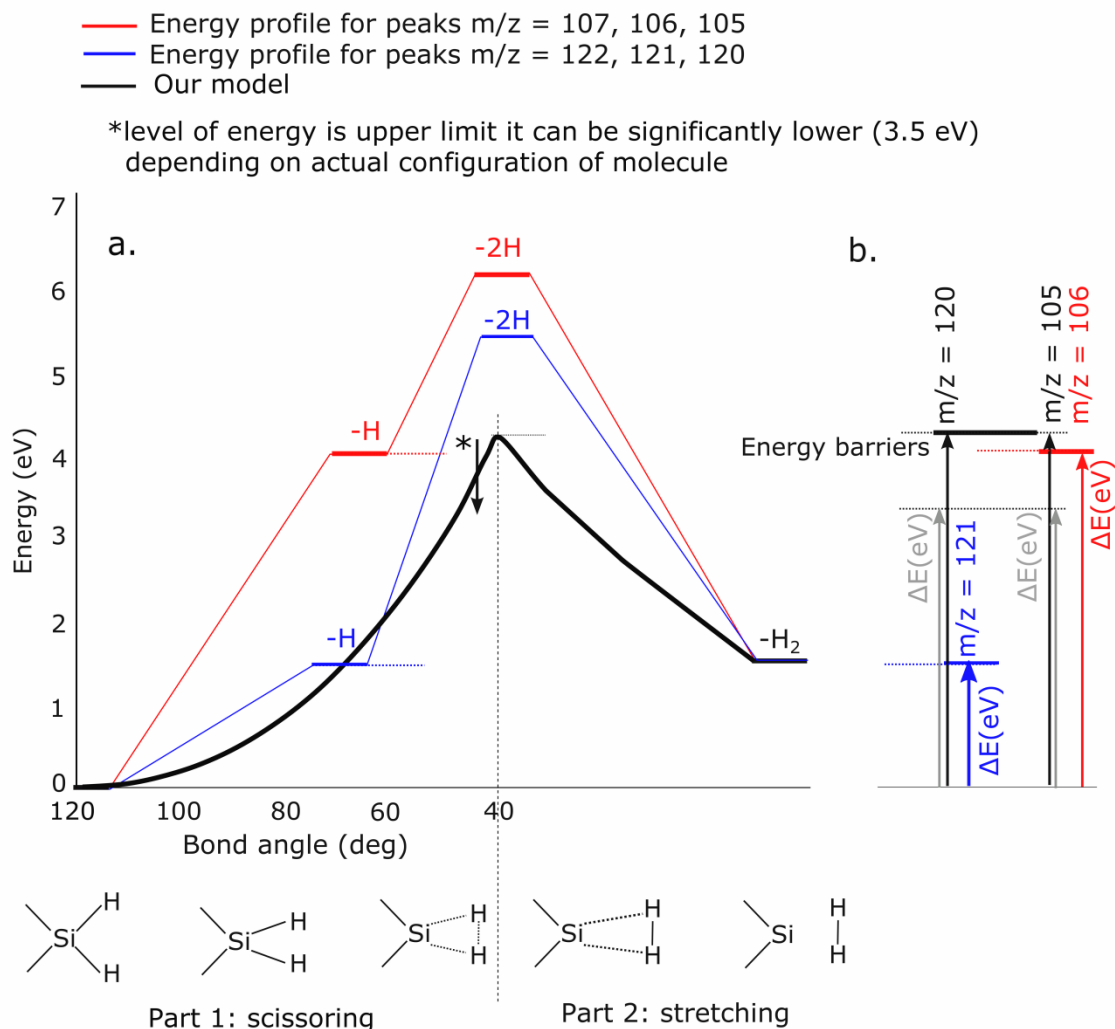 Energy profile for peaks m/z = 107, 106, 105
Energy profile for peaks m/z = 122, 121, 120
Our model
*level of energy is upper limit it can be significantly lower (3.5 eV)
depending on actual configuration of molecule
a.
Energy (eV)
7
6
5
4
3
2
1
0
-2H
-2H
-H
*
-H
-H₂
120
100
80
60
40
Bond angle (deg)
b.
m/z = 120
m/z = 105
m/z = 106
Energy barriers
ΔE(eV)
m/z = 121
ΔE(eV)
ΔE(eV)
ΔE(eV)
H
Si
H
H
Si
H
H
Si
H
H
Si
H
H
Si
H
Part 1: scissoring
Part 2: stretching